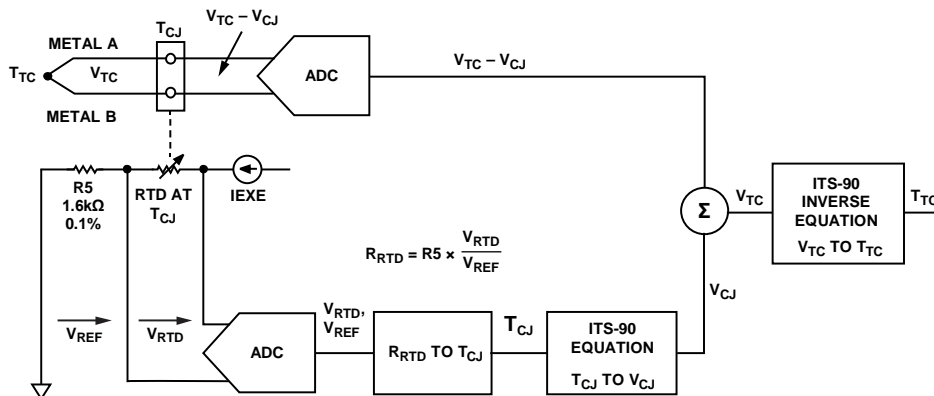 V_TC – V_CJ
T_CJ
METAL A
T_TC
V_TC
METAL B
ADC
V_TC – V_CJ
R5
1.6kΩ
0.1%
RTD AT
T_CJ
IEXE
Σ
V_TC
ITS-90
INVERSE
EQUATION
V_TC TO T_TC
T_TC
R_RTD = R5 × V_RTD / V_REF
V_CJ
V_REF
V_RTD
ADC
V_RTD,
V_REF
R_RTD TO T_CJ
T_CJ
ITS-90
EQUATION
T_CJ TO V_CJ